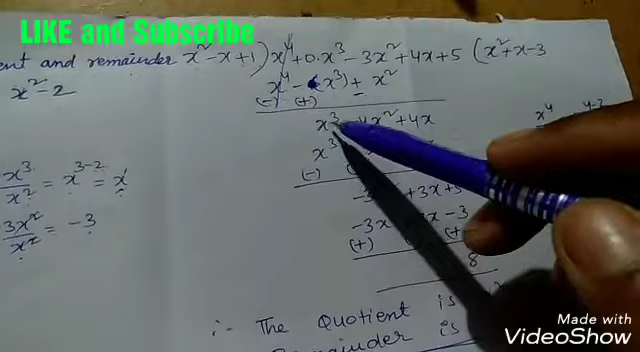 LIKE and Subscribe
ent and remainder x²-x+1)x⁴+0·x³-3x²+4x+5(x²+x-3
x²-2
x⁴-(x³)+x²
(-) (+) -
x³-4x²+4x
x³
(-)
x³/x² = x³⁻² = x
3x²/x² = -3
+3x+5
-3x -3
(+) (+)
8
∴ The Quotient is
Remainder is
x⁴
Made with
VideoShow